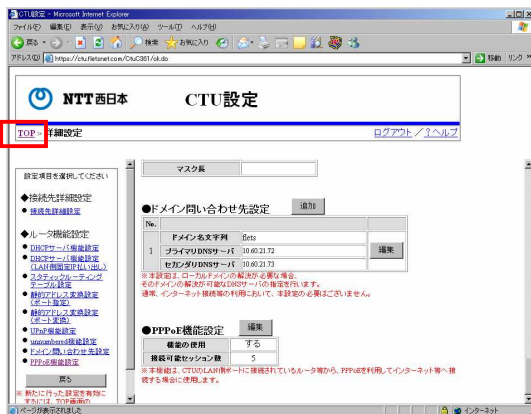 CTU設定 - Microsoft Internet Explorer
ファイル(F) 編集(E) 表示(V) お気に入り(A) ツール(T) ヘルプ(H)
戻る 検索 お気に入り
アドレス(D) https://ctu.fletsnet.com/CtuC361/ok.do 移動 リンク »
NTT西日本 CTU設定
TOP > 詳細設定 ログアウト / ?ヘルプ
設定項目を選択してください
◆接続先詳細設定
● 接続先詳細設定
◆ルータ機能設定
● DHCPサーバ機能設定
● DHCPサーバ機能設定
(LAN側固定IP払い出し)
● スタティックルーティング
テーブル設定
● 静的アドレス変換設定
(ポート指定)
● 静的アドレス変換設定
(ポート変換)
● UPnP機能設定
● unnumbered機能設定
● ドメイン問い合わせ先設定
● PPPoE機能設定
戻る
※ 新たに行った設定を有効に
するには、TOP画面の
マスク長
●ドメイン問い合わせ先設定 追加
No.
1 ドメイン名文字列 flets
プライマリDNSサーバ 10.60.21.72 編集
セカンダリDNSサーバ 10.60.21.73
※本設定は、ローカルドメインの解決が必要な場合、
そのドメインの解決が可能なDNSサーバの指定を行います。
通常、インターネット接続等の利用において、本設定の必要はございません。
●PPPoE機能設定 編集
機能の使用 する
接続可能セッション数 5
※本機能は、CTUのLAN側ポートに接続されているルータ等から、PPPoEを利用してインターネット等へ接
続する場合に使用します。
ページが表示されました インターネット